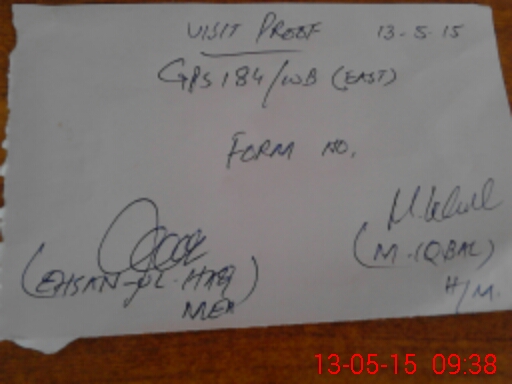 VISIT PROOF 13-5-15
GPS 184/WB (EAST)
FORM NO.
M. Iqbal
(EHSAN-UL-HAQ)
MEA
(M-IQBAL)
H/M.
13-05-15 09:38